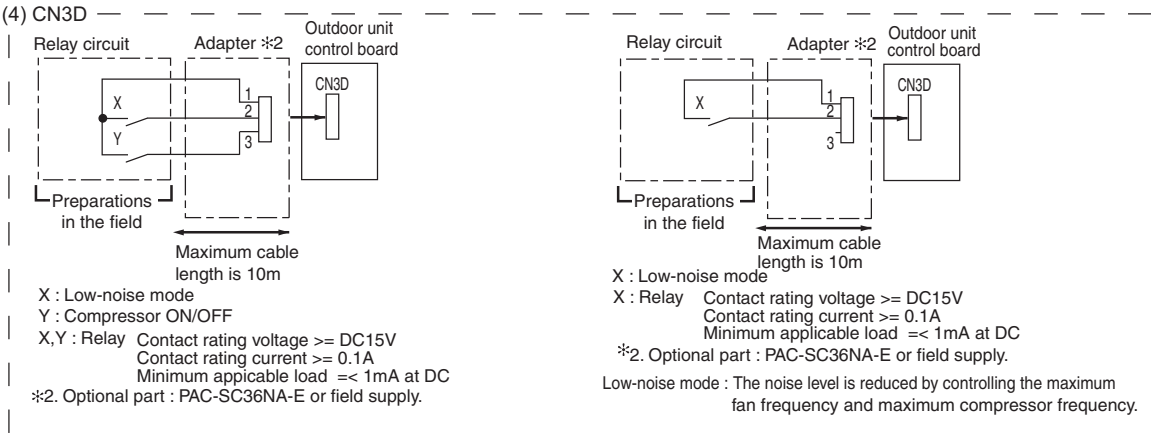 (4) CN3D
Relay circuit
Adapter ✻2
Outdoor unit
control board
CN3D
X
Y
1
2
3
Preparations
in the field
Maximum cable
length is 10m
X : Low-noise mode
Y : Compressor ON/OFF
X,Y : Relay Contact rating voltage >= DC15V
Contact rating current >= 0.1A
Minimum appicable load =< 1mA at DC
✻2. Optional part : PAC-SC36NA-E or field supply.
Relay circuit
Adapter ✻2
Outdoor unit
control board
CN3D
X
1
2
3
Preparations
in the field
Maximum cable
length is 10m
X : Low-noise mode
X : Relay Contact rating voltage >= DC15V
Contact rating current >= 0.1A
Minimum applicable load =< 1mA at DC
✻2. Optional part : PAC-SC36NA-E or field supply.
Low-noise mode : The noise level is reduced by controlling the maximum
fan frequency and maximum compressor frequency.